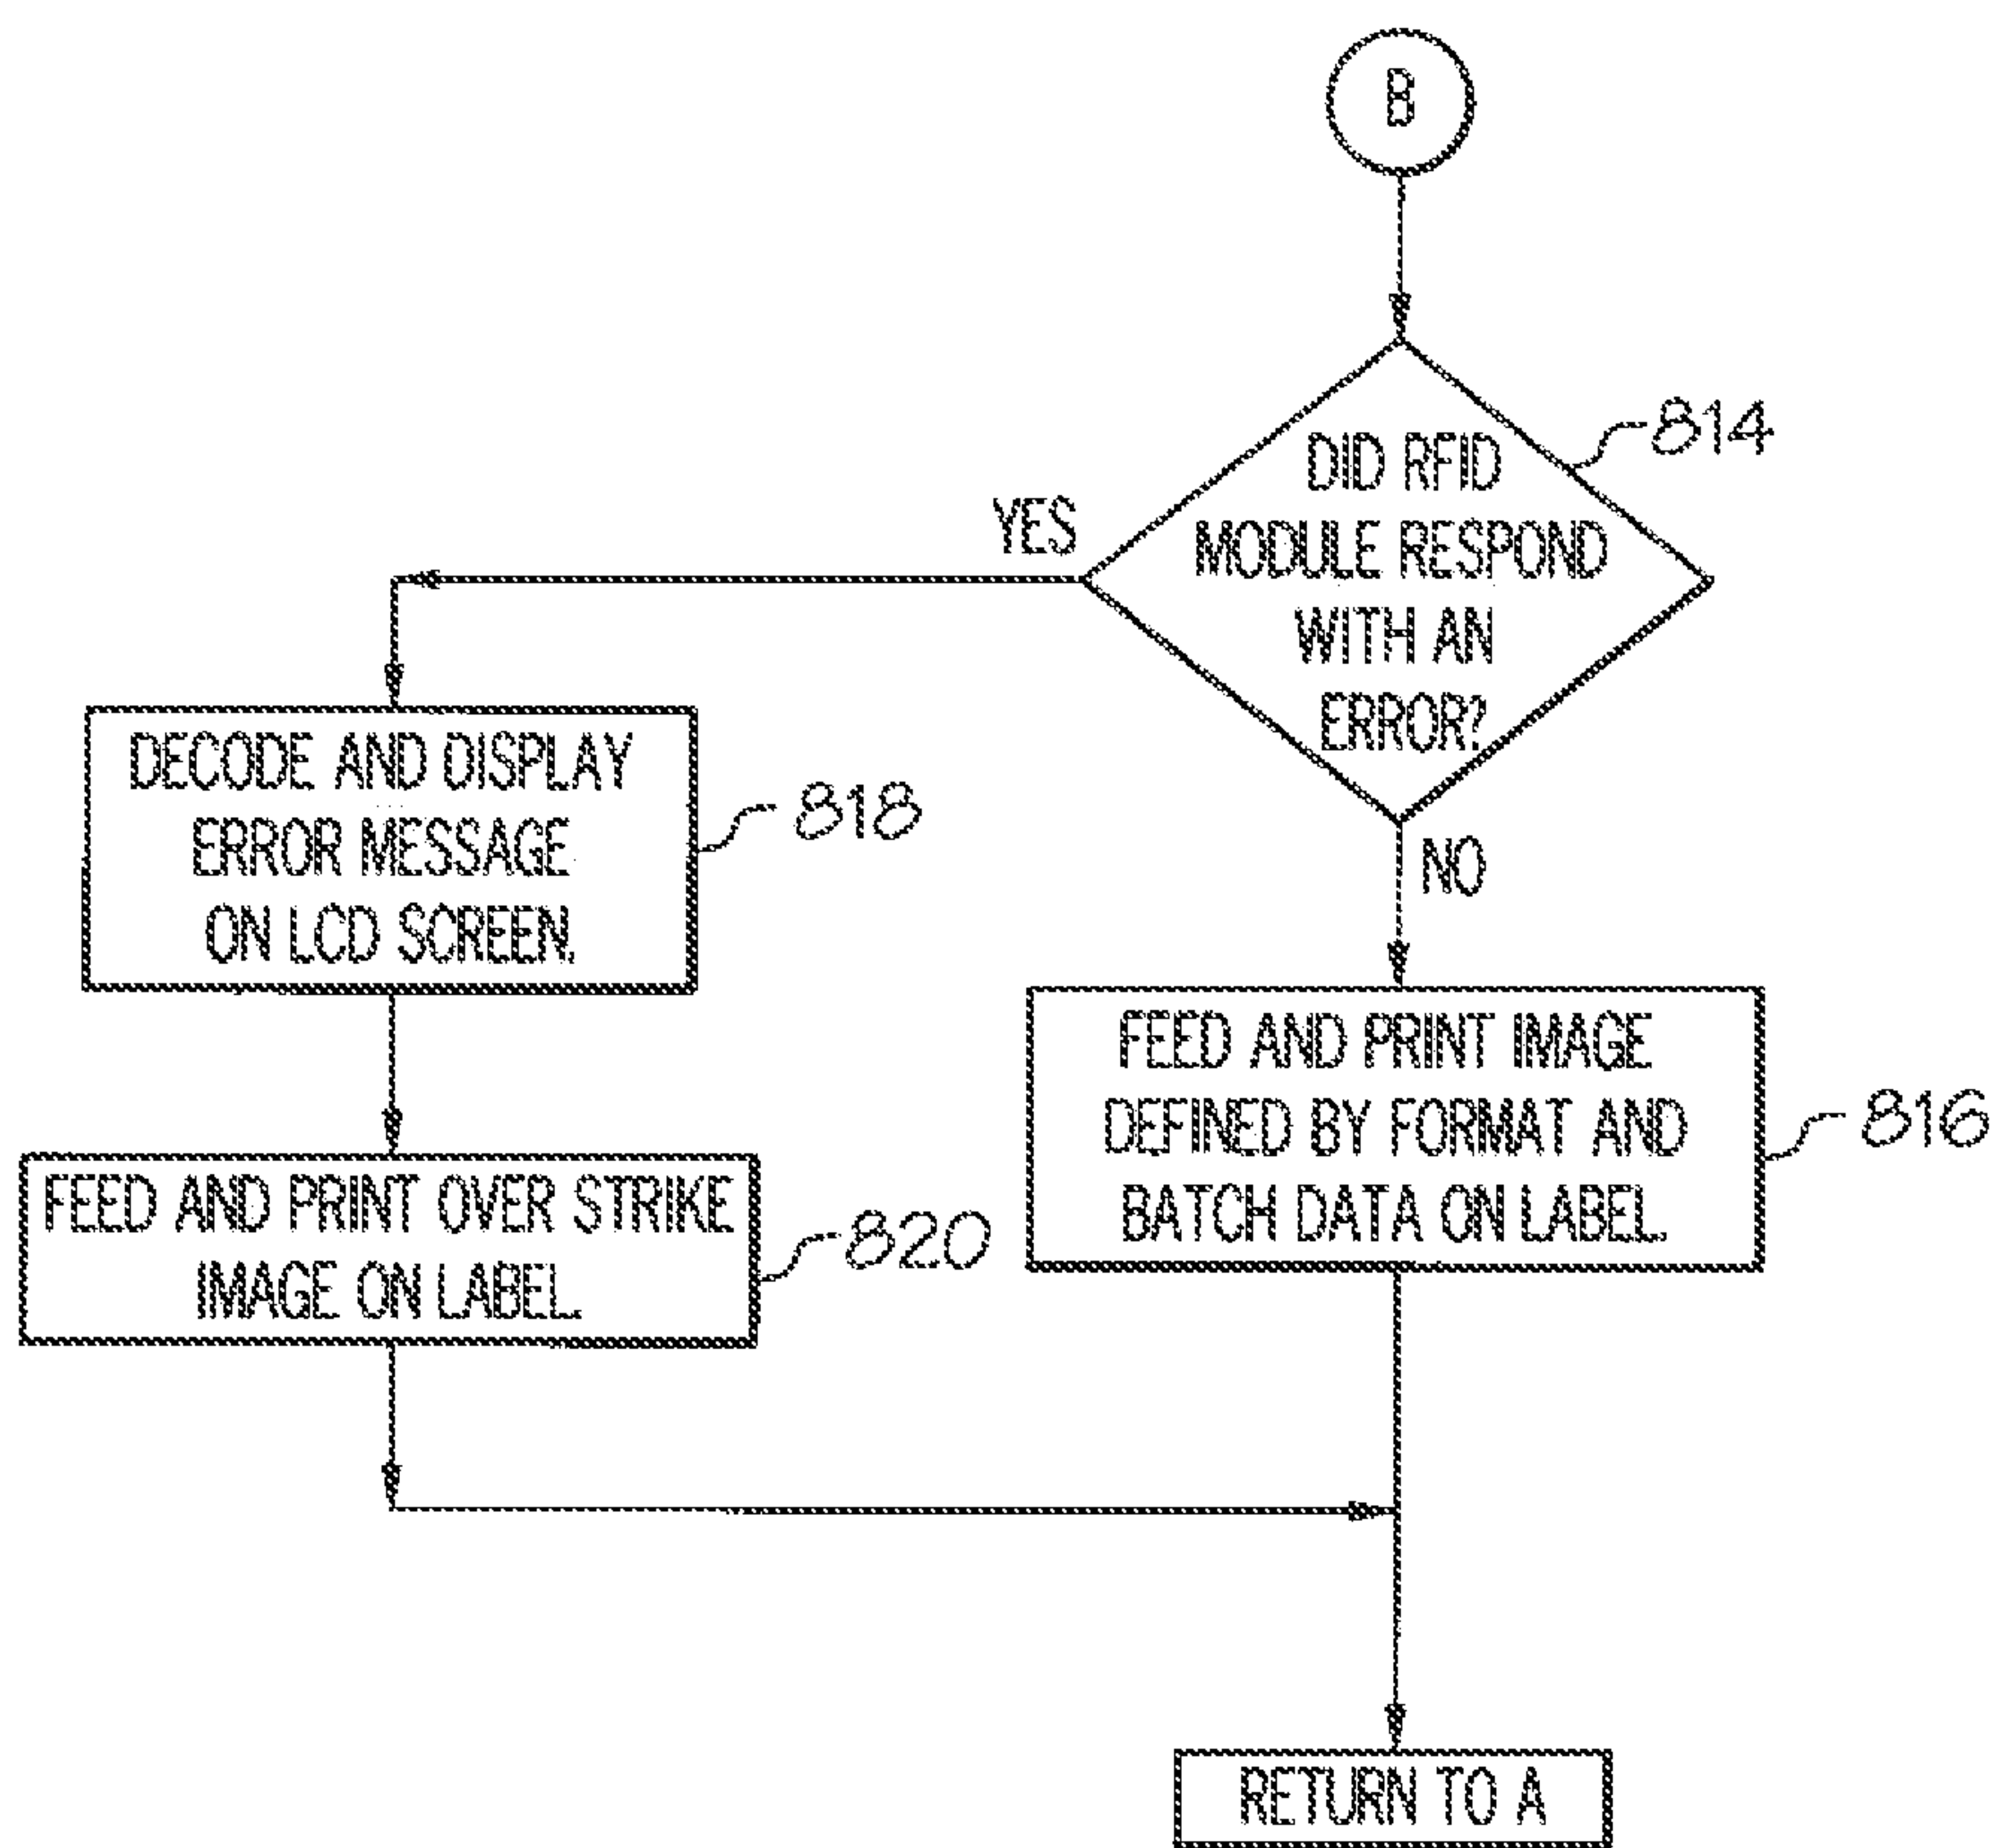 B
DID RFID
MODULE RESPOND
WITH AN
ERROR?
814
YES
NO
DECODE AND DISPLAY
ERROR MESSAGE
ON LCD SCREEN.
818
FEED AND PRINT IMAGE
DEFINED BY FORMAT AND
BATCH DATA ON LABEL.
816
FEED AND PRINT OVER STRIKE
IMAGE ON LABEL.
820
RETURN TO A